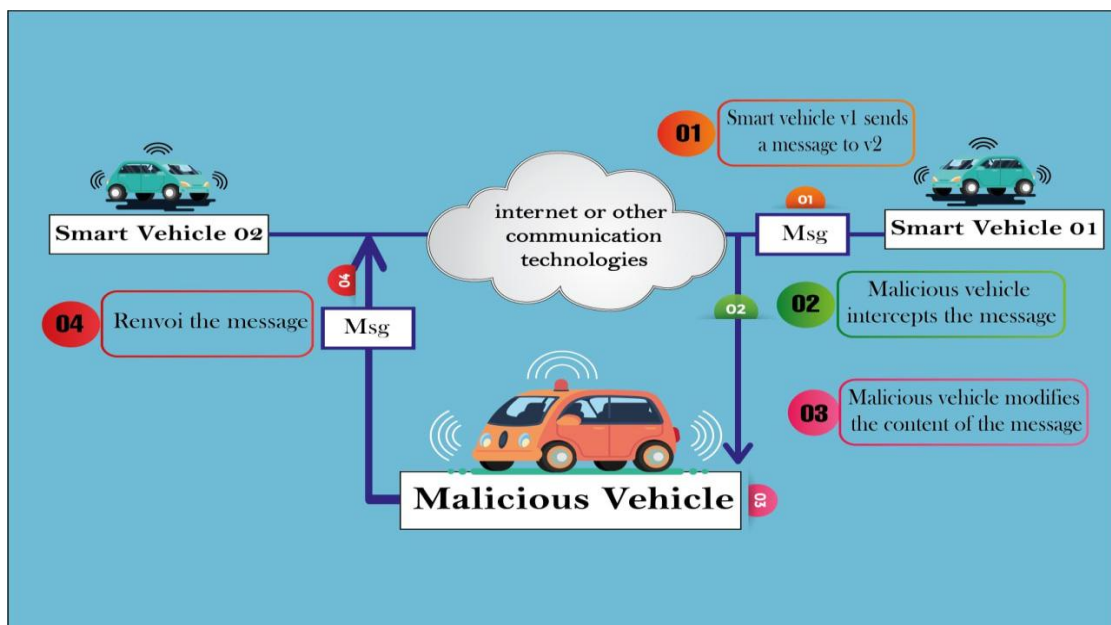 01
Smart vehicle v1 sends
a message to v2
Smart Vehicle 02
internet or other
communication
technologies
01
Msg
Smart Vehicle 01
04
Renvoi the message
04
Msg
02
02
Malicious vehicle
intercepts the message
03
Malicious vehicle modifies
the content of the message
Malicious Vehicle
03